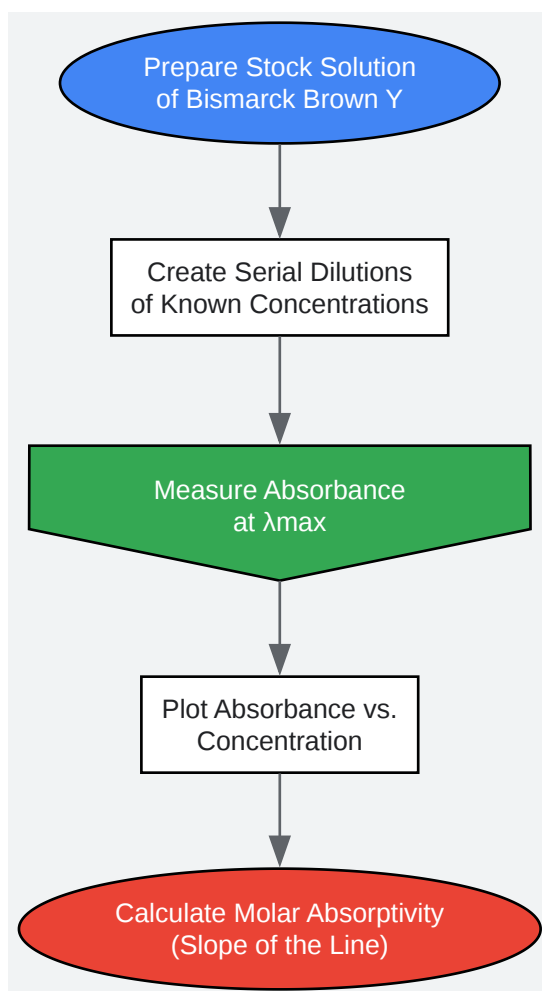 Prepare Stock Solution
of Bismarck Brown Y
Create Serial Dilutions
of Known Concentrations
Measure Absorbance
at λmax
Plot Absorbance vs.
Concentration
Calculate Molar Absorptivity
(Slope of the Line)